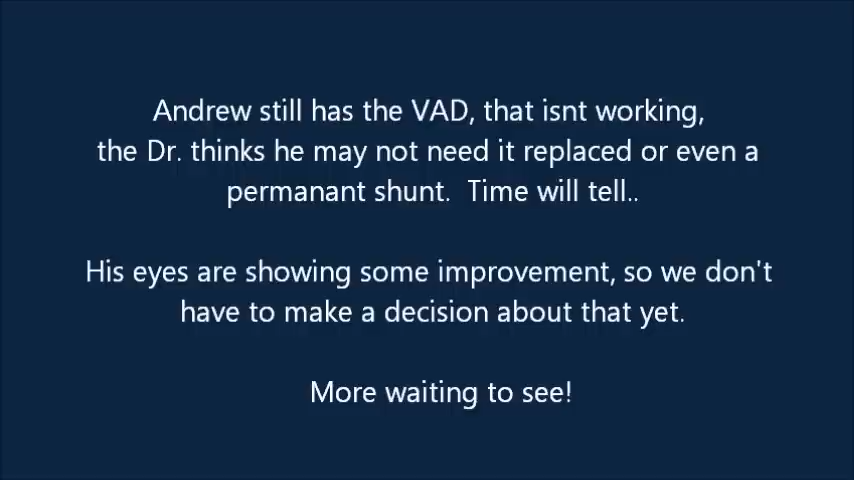 Andrew still has the VAD, that isnt working,
the Dr. thinks he may not need it replaced or even a
permanant shunt.  Time will tell..
His eyes are showing some improvement, so we don't
have to make a decision about that yet.
More waiting to see!